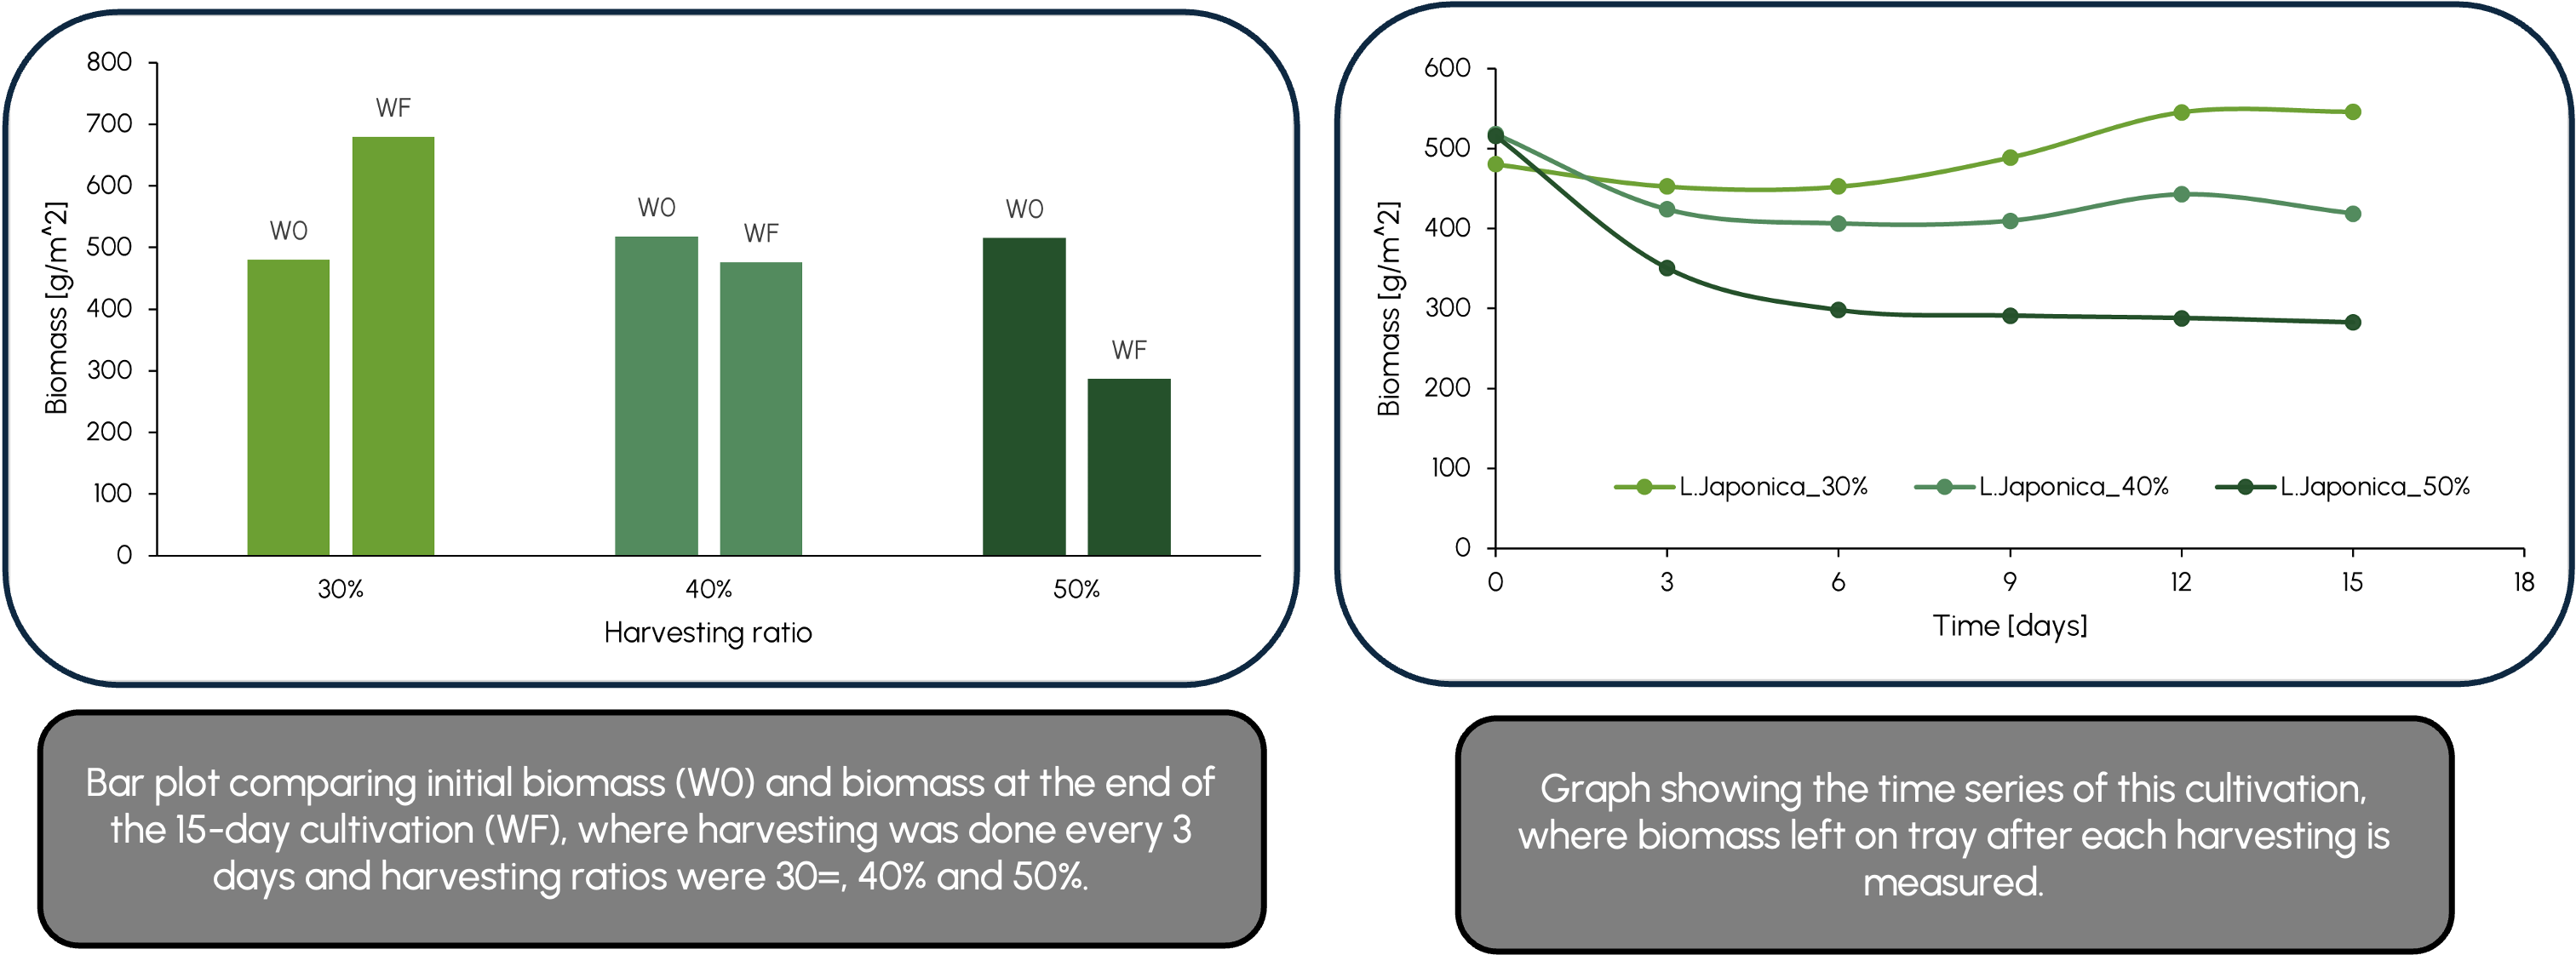 800
700
600
500
400
300
200
100
0
Biomass [g/m^2]
W0
WF
W0
WF
W0
WF
30%
40%
50%
Harvesting ratio
600
500
400
300
200
100
0
Biomass [g/m^2]
L.Japonica_30%
L.Japonica_40%
L.Japonica_50%
0
3
6
9
12
15
18
Time [days]
Bar plot comparing initial biomass (W0) and biomass at the end of
the 15-day cultivation (WF), where harvesting was done every 3
days and harvesting ratios were 30=, 40% and 50%.
Graph showing the time series of this cultivation,
where biomass left on tray after each harvesting is
measured.